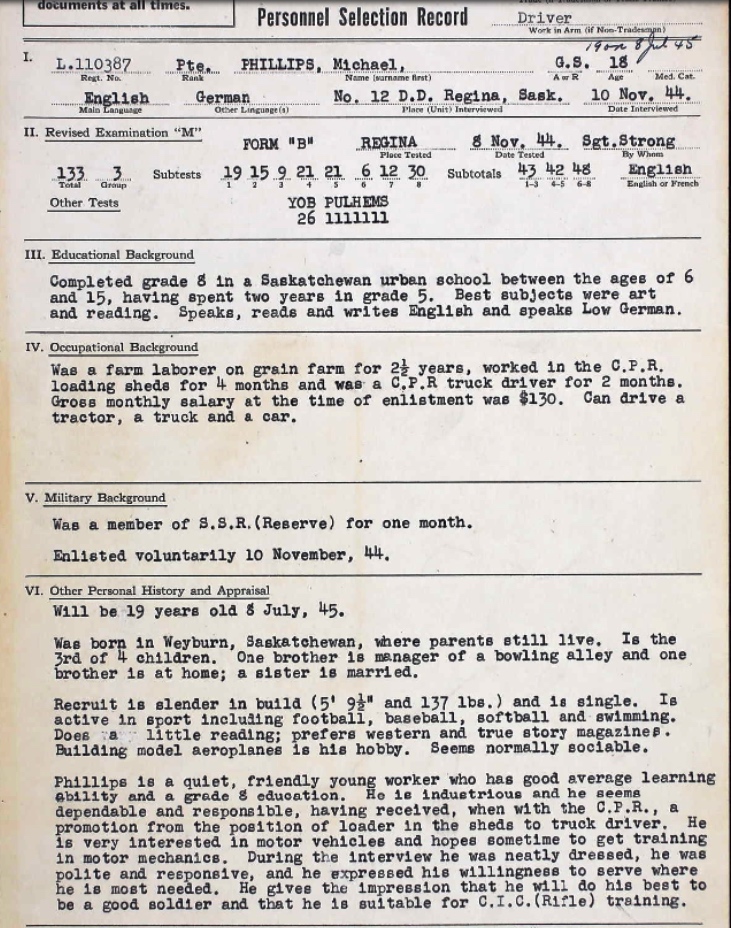 documents at all times.
Personnel Selection Record
Driver
Work in Arm (if Non-Tradesman)
19 on 8 Jul 45
I.
L.110387 Pte. PHILLIPS, Michael, G.S. 18
Regt. No. Rank Name (surname first) A or R Age Med. Cat.
English German No. 12 D.D. Regina, Sask. 10 Nov. 44.
Main Language Other Language(s) Place (Unit) Interviewed Date Interviewed
II. Revised Examination "M" FORM "B" REGINA 8 Nov. 44. Sgt.Strong
Place Tested Date Tested By Whom
133 3 Subtests 19 15 9 21 21 6 12 30 Subtotals 43 42 48 English
Total Group 1 2 3 4 5 6 7 8 1-3 4-5 6-8 English or French
Other Tests YOB PULHEMS
26 1111111
III. Educational Background
Completed grade 8 in a Saskatchewan urban school between the ages of 6
and 15, having spent two years in grade 5. Best subjects were art
and reading. Speaks, reads and writes English and speaks Low German.
IV. Occupational Background
Was a farm laborer on grain farm for 2½ years, worked in the C.P.R.
loading sheds for 4 months and was a C.P.R truck driver for 2 months.
Gross monthly salary at the time of enlistment was $130. Can drive a
tractor, a truck and a car.
V. Military Background
Was a member of S.S.R.(Reserve) for one month.
Enlisted voluntarily 10 November, 44.
VI. Other Personal History and Appraisal
Will be 19 years old 8 July, 45.
Was born in Weyburn, Saskatchewan, where parents still live. Is the
3rd of 4 children. One brother is manager of a bowling alley and one
brother is at home; a sister is married.
Recruit is slender in build (5' 9½" and 137 lbs.) and is single. Is
active in sport including football, baseball, softball and swimming.
Does a little reading; prefers western and true story magazines.
Building model aeroplanes is his hobby. Seems normally sociable.
Phillips is a quiet, friendly young worker who has good average learning
ability and a grade 8 education. He is industrious and he seems
dependable and responsible, having received, when with the C.P.R., a
promotion from the position of loader in the sheds to truck driver. He
is very interested in motor vehicles and hopes sometime to get training
in motor mechanics. During the interview he was neatly dressed, he was
polite and responsive, and he expressed his willingness to serve where
he is most needed. He gives the impression that he will do his best to
be a good soldier and that he is suitable for C.I.C.(Rifle) training.